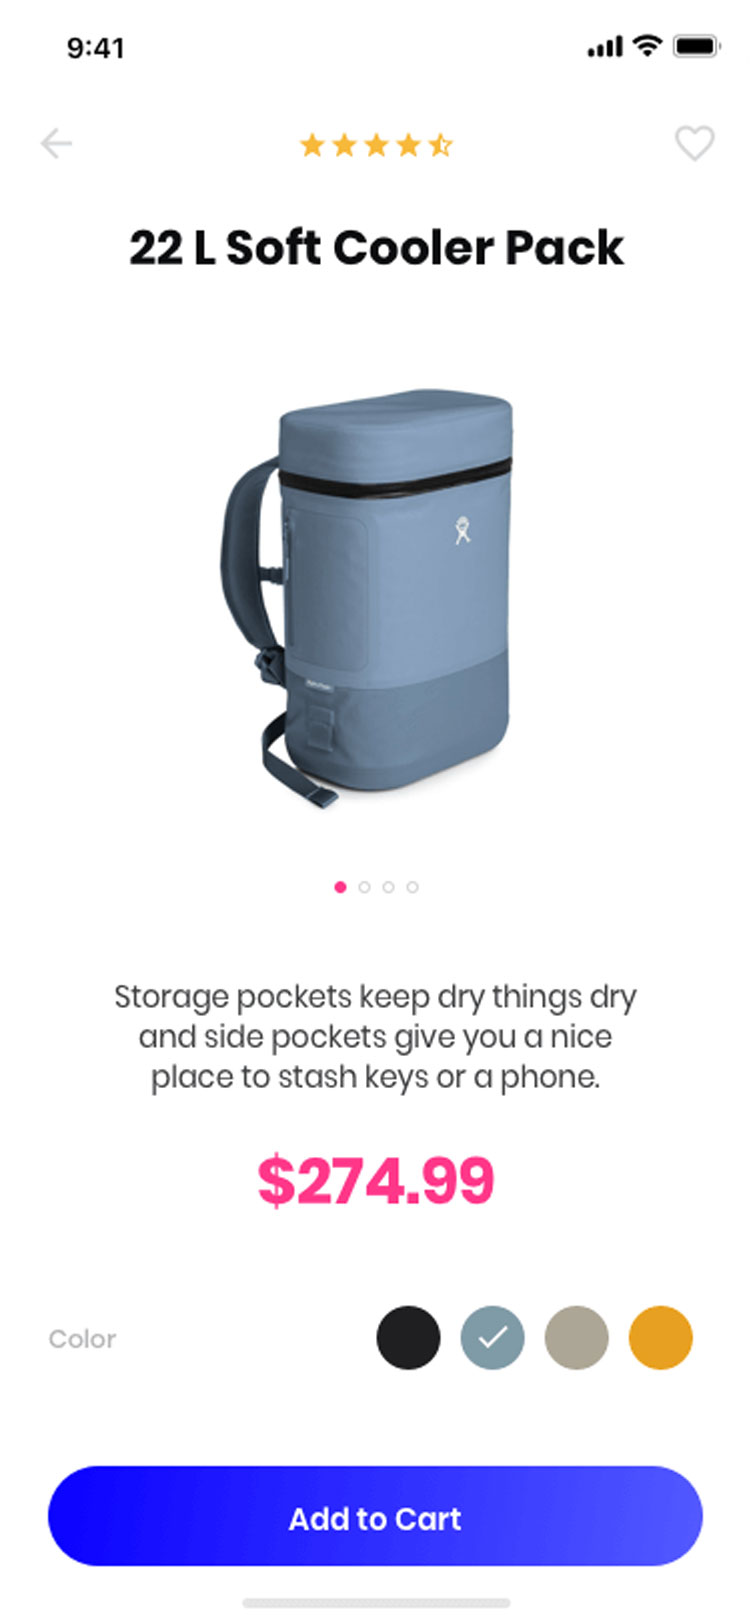 9:41
22 L Soft Cooler Pack
Storage pockets keep dry things dry
and side pockets give you a nice
place to stash keys or a phone.
$274.99
Color
Add to Cart